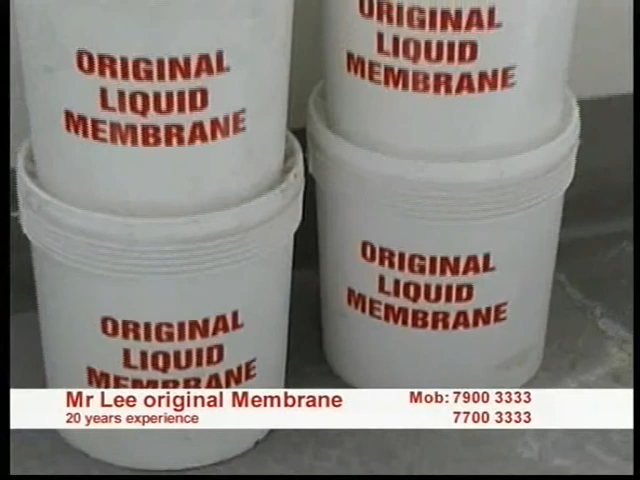 ORIGINAL
LIQUID
MEMBRANE
ORIGINAL
LIQUID
MEMBRANE
ORIGINAL
LIQUID
MEMBRANE
ORIGINAL
LIQUID
MEMBRANE
Mr Lee original Membrane
20 years experience
Mob: 7900 3333
7700 3333